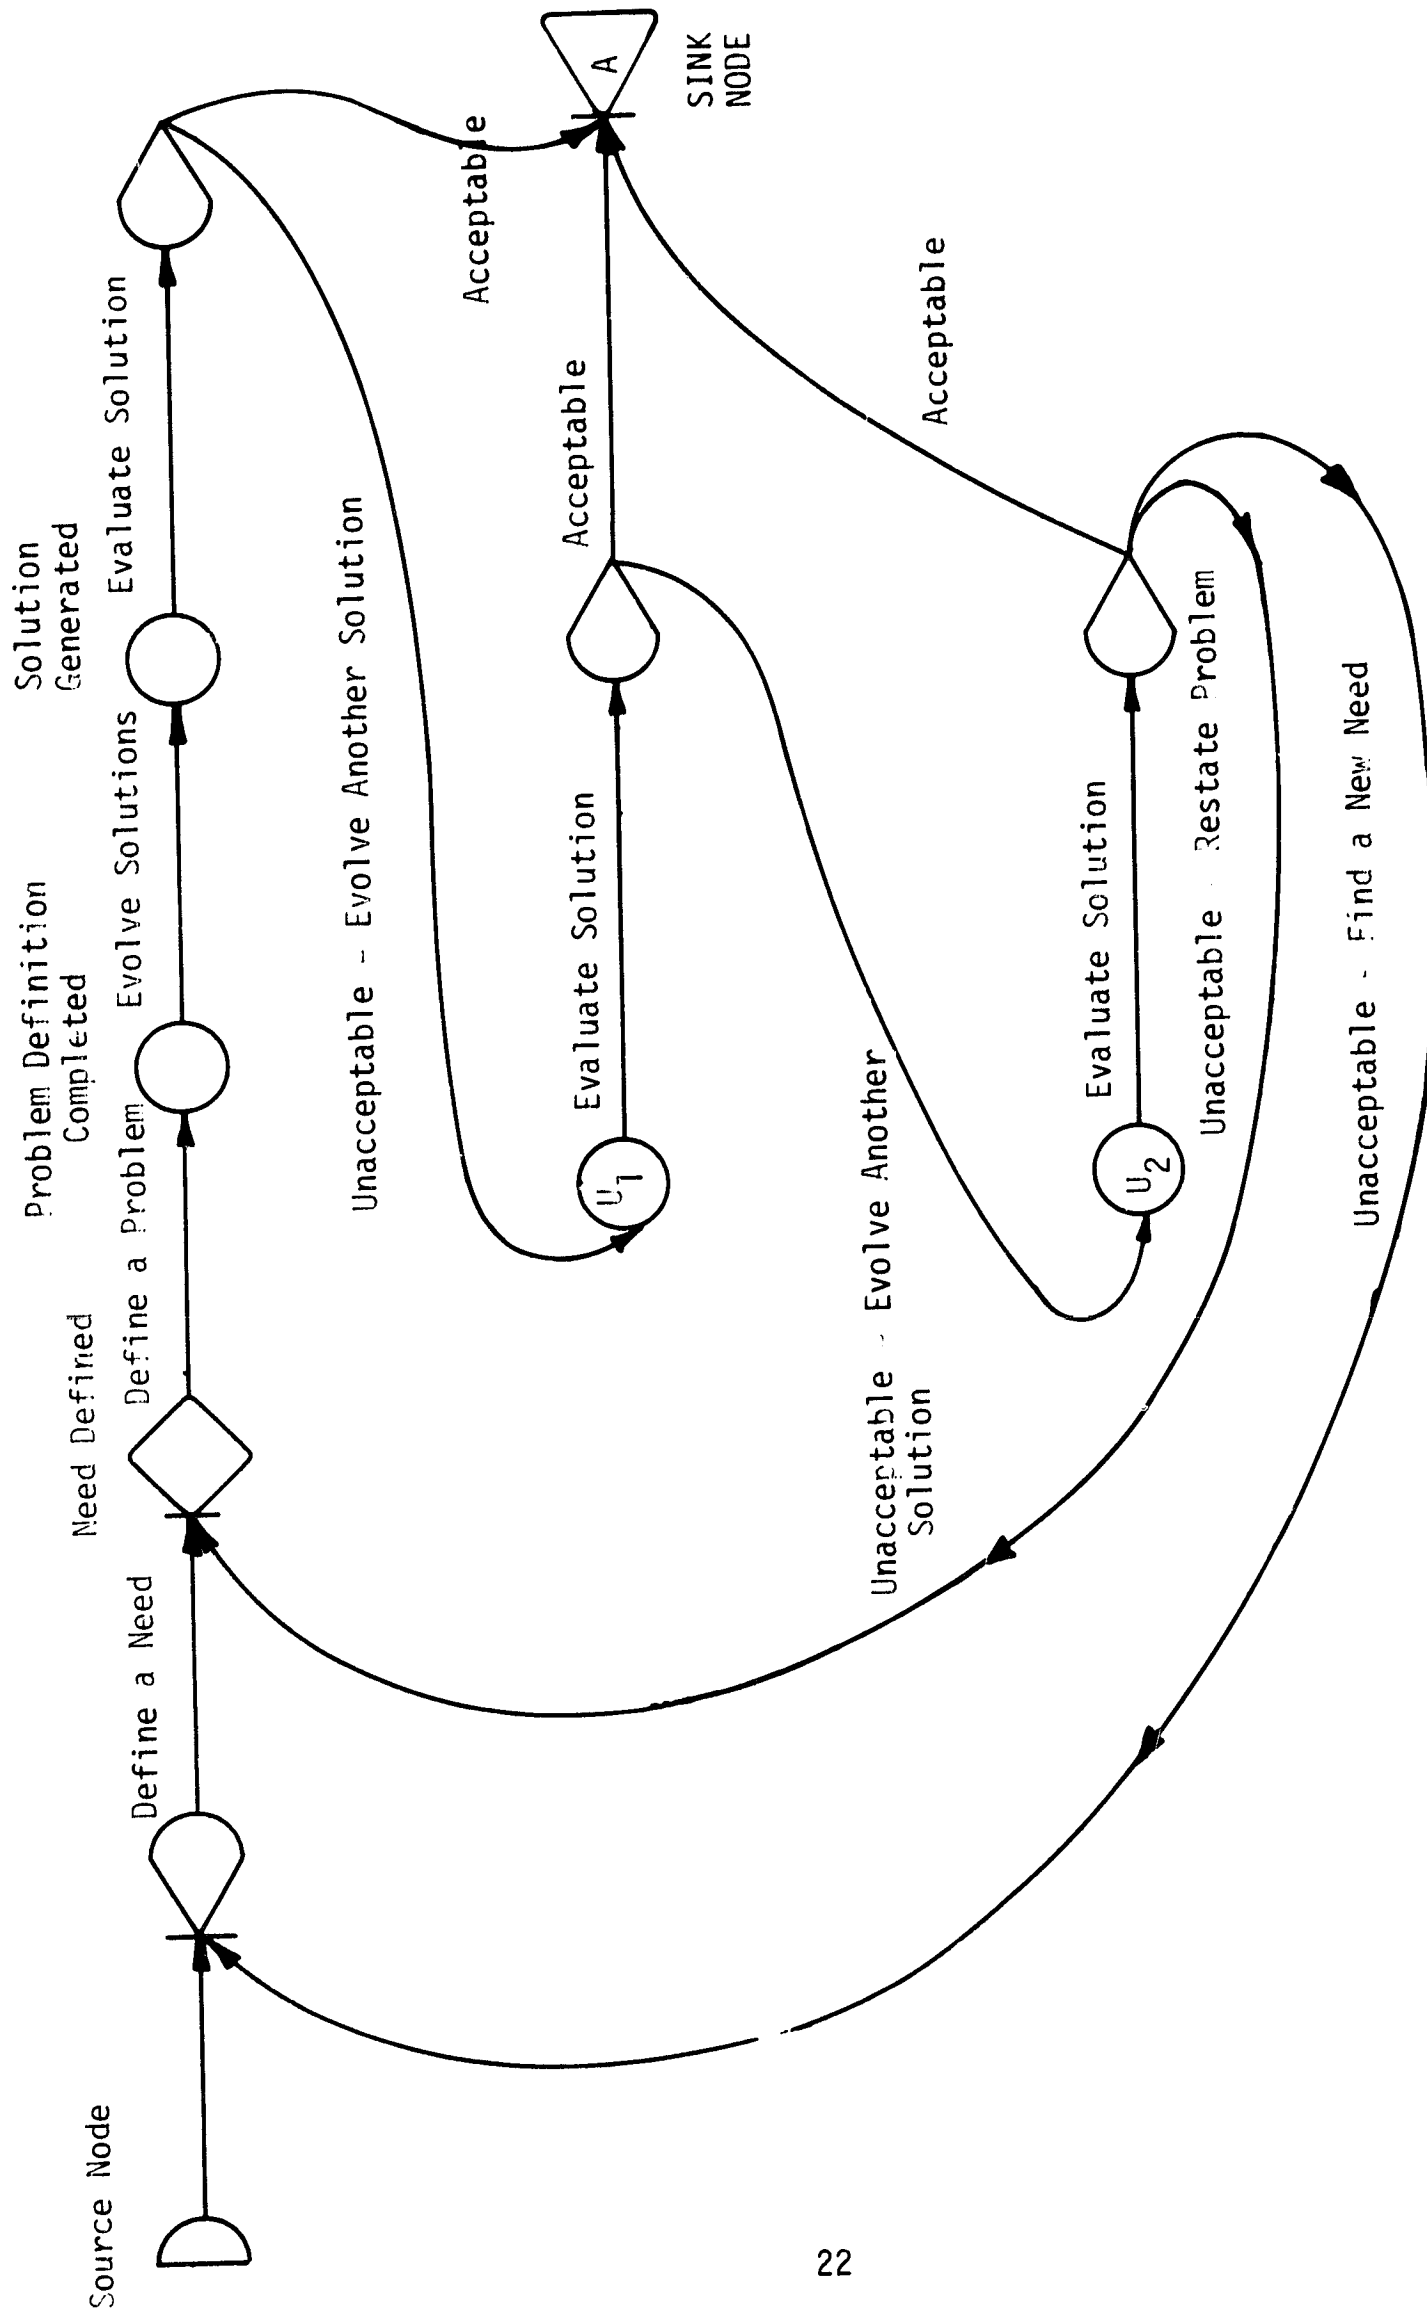 Source Node
Define a Need
Need Defined
Define a Problem
Problem Definition
Completed
Evolve Solutions
Solution
Generated
Evaluate Solution
Unacceptable - Evolve Another Solution
Acceptable
A
SINK
NODE
U1
Evaluate Solution
Acceptable
Unacceptable - Evolve Another
Solution
U2
Evaluate Solution
Acceptable
Unacceptable - Restate Problem
Unacceptable - Find a New Need
22